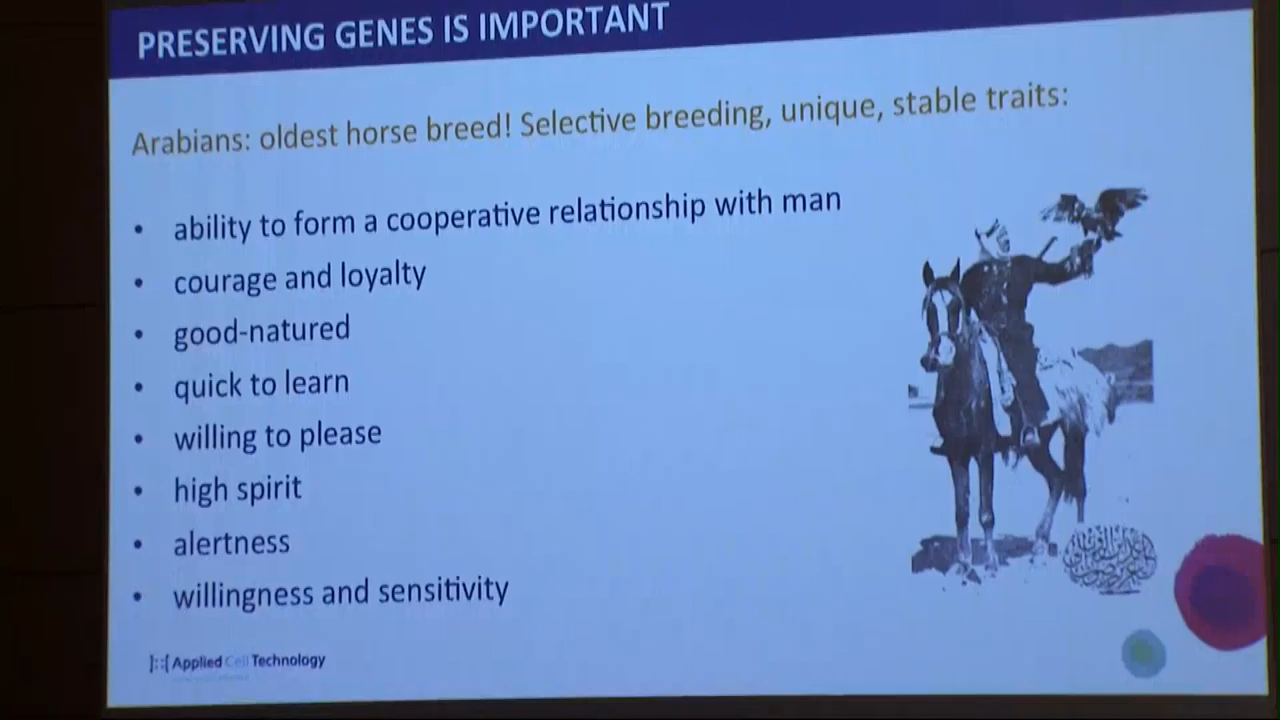 PRESERVING GENES IS IMPORTANT
Arabians: oldest horse breed! Selective breeding, unique, stable traits:
• ability to form a cooperative relationship with man
• courage and loyalty
• good-natured
• quick to learn
• willing to please
• high spirit
• alertness
• willingness and sensitivity
]::[ Applied Cell Technology